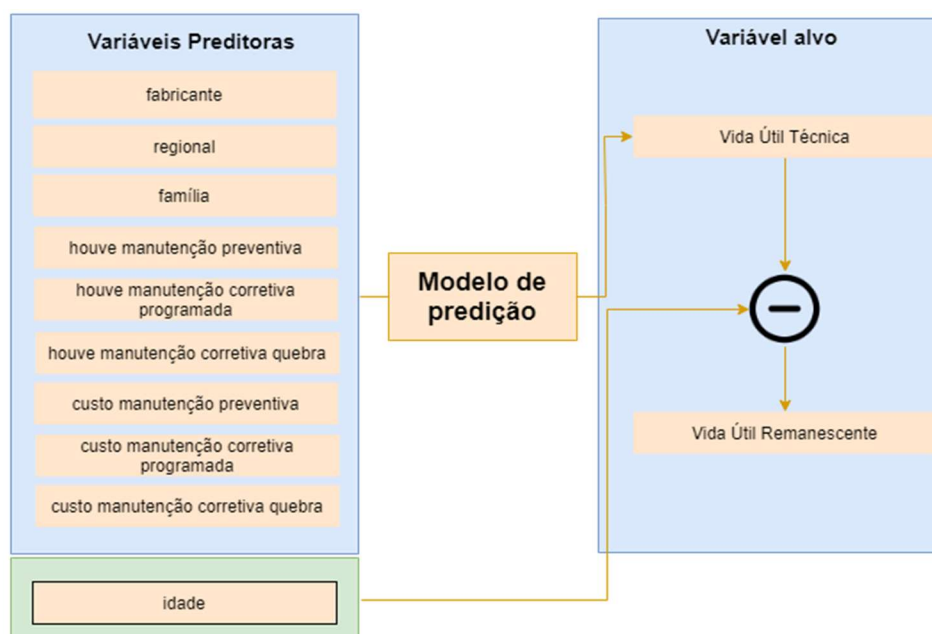 Variáveis Preditoras
fabricante
regional
família
houve manutenção preventiva
houve manutenção corretiva
programada
houve manutenção corretiva quebra
custo manutenção preventiva
custo manutenção corretiva
programada
custo manutenção corretiva quebra
idade
Modelo de
predição
Variável alvo
Vida Útil Técnica
Vida Útil Remanescente